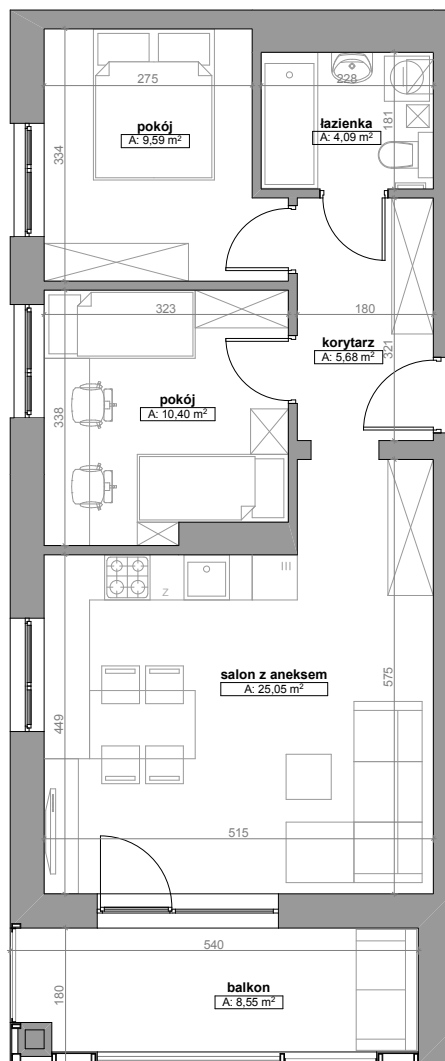 275
228
pokój
A: 9,59 m²
łazienka
A: 4,09 m²
181
334
323
180
korytarz
A: 5,68 m²
321
pokój
A: 10,40 m²
338
Z
III
salon z aneksem
A: 25,05 m²
575
449
515
540
balkon
A: 8,55 m²
180